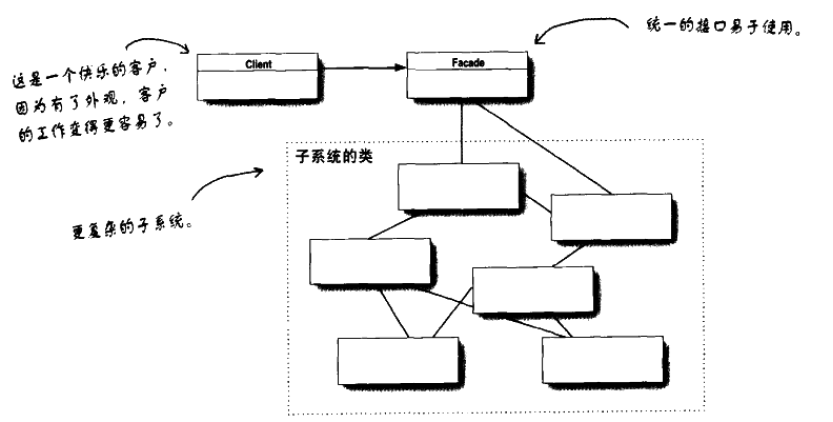 统一的接口易于使用。
Client
Facade
这是一个快乐的客户，
因为有了外观，客户
的工作变得更容易了。
子系统的类
更复杂的子系统。